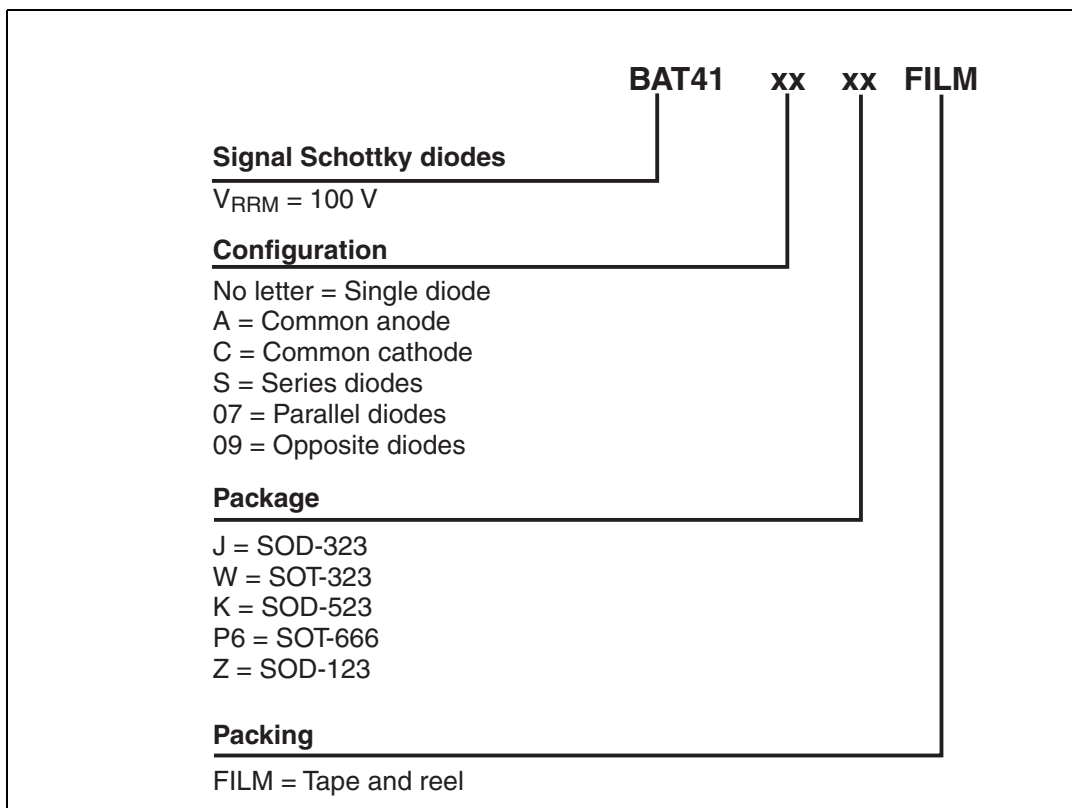 BAT41 xx xx FILM
Signal Schottky diodes
VRRM = 100 V
Configuration
No letter = Single diode
A = Common anode
C = Common cathode
S = Series diodes
07 = Parallel diodes
09 = Opposite diodes
Package
J = SOD-323
W = SOT-323
K = SOD-523
P6 = SOT-666
Z = SOD-123
Packing
FILM = Tape and reel